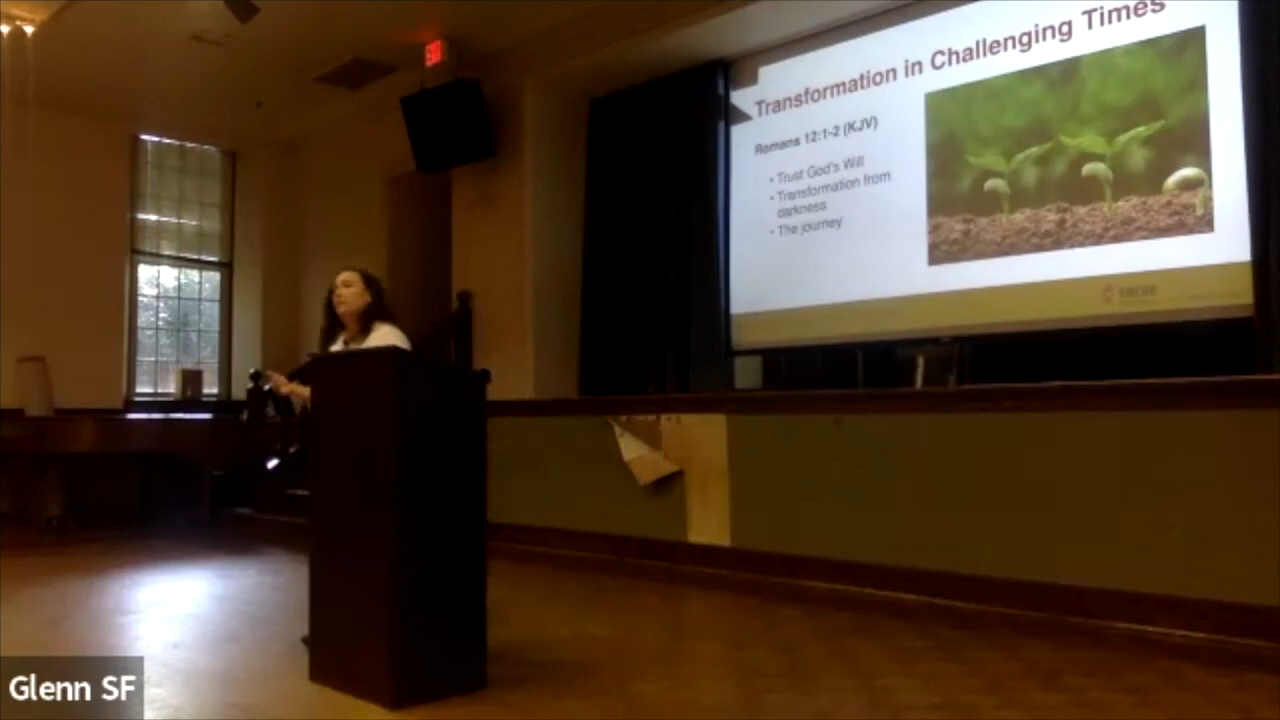 EXIT
Transformation in Challenging Times
Romans 12:1-2 (KJV)
• Trust God's Will
• Transformation from
darkness
• The journey
Glenn SF